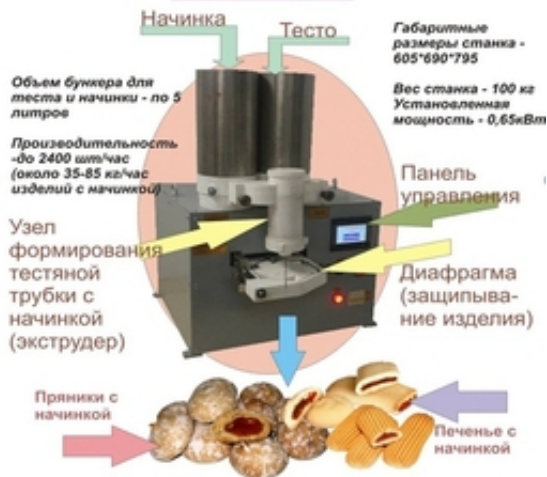 Начинка
Тесто
Габаритные
размеры станка -
605*690*795
Вес станка - 100 кг
Установленная
мощность - 0,65кВт
Объем бункера для
теста и начинки - по 5
литров
Производительность
-до 2400 шт/час
(около 35-85 кг/час
изделий с начинкой)
Панель
управления
Узел
формирования
тестяной
трубки с
начинкой
(экструдер)
Диафрагма
(защипыва-
ние изделия)
Пряники с
начинкой
Печенье с
начинкой